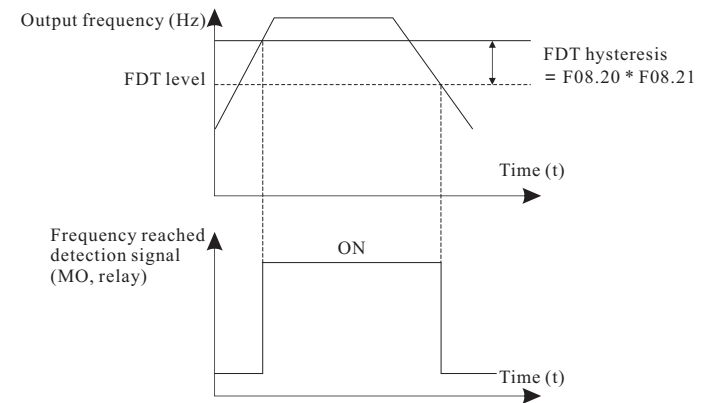 Output frequency (Hz)
FDT level
FDT hysteresis
= F08.20 * F08.21
Time (t)
Frequency reached
detection signal
(MO, relay)
ON
Time (t)